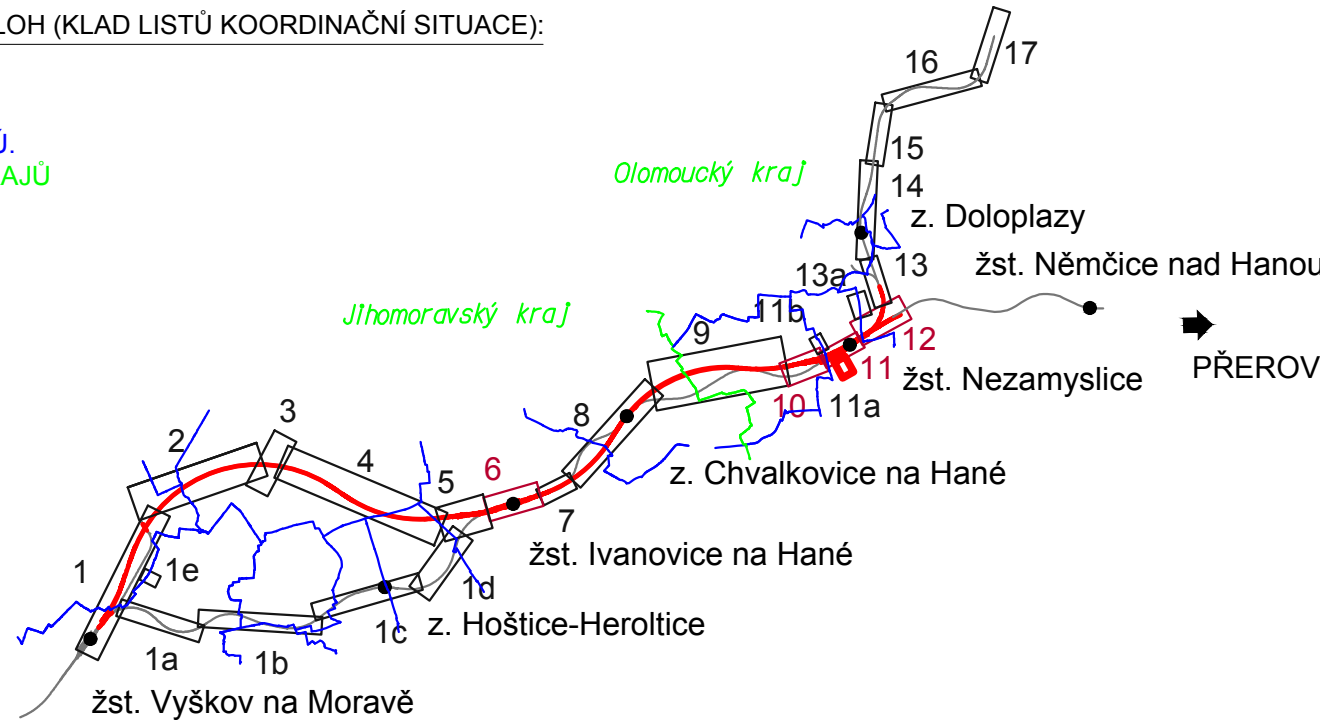 LOH (KLAD LISTŮ KOORDINAČNÍ SITUACE):
Ú.
AJŮ
17
16
15
Olomoucký kraj
14
z. Doloplazy
13
13a
žst. Němčice nad Hanou
Jihomoravský kraj
11b
9
12
11
PŘEROV
žst. Nezamyslice
10
11a
8
3
2
4
6
5
z. Chvalkovice na Hané
7
žst. Ivanovice na Hané
1
1e
1d
1c
z. Hoštice-Heroltice
1a
1b
žst. Vyškov na Moravě